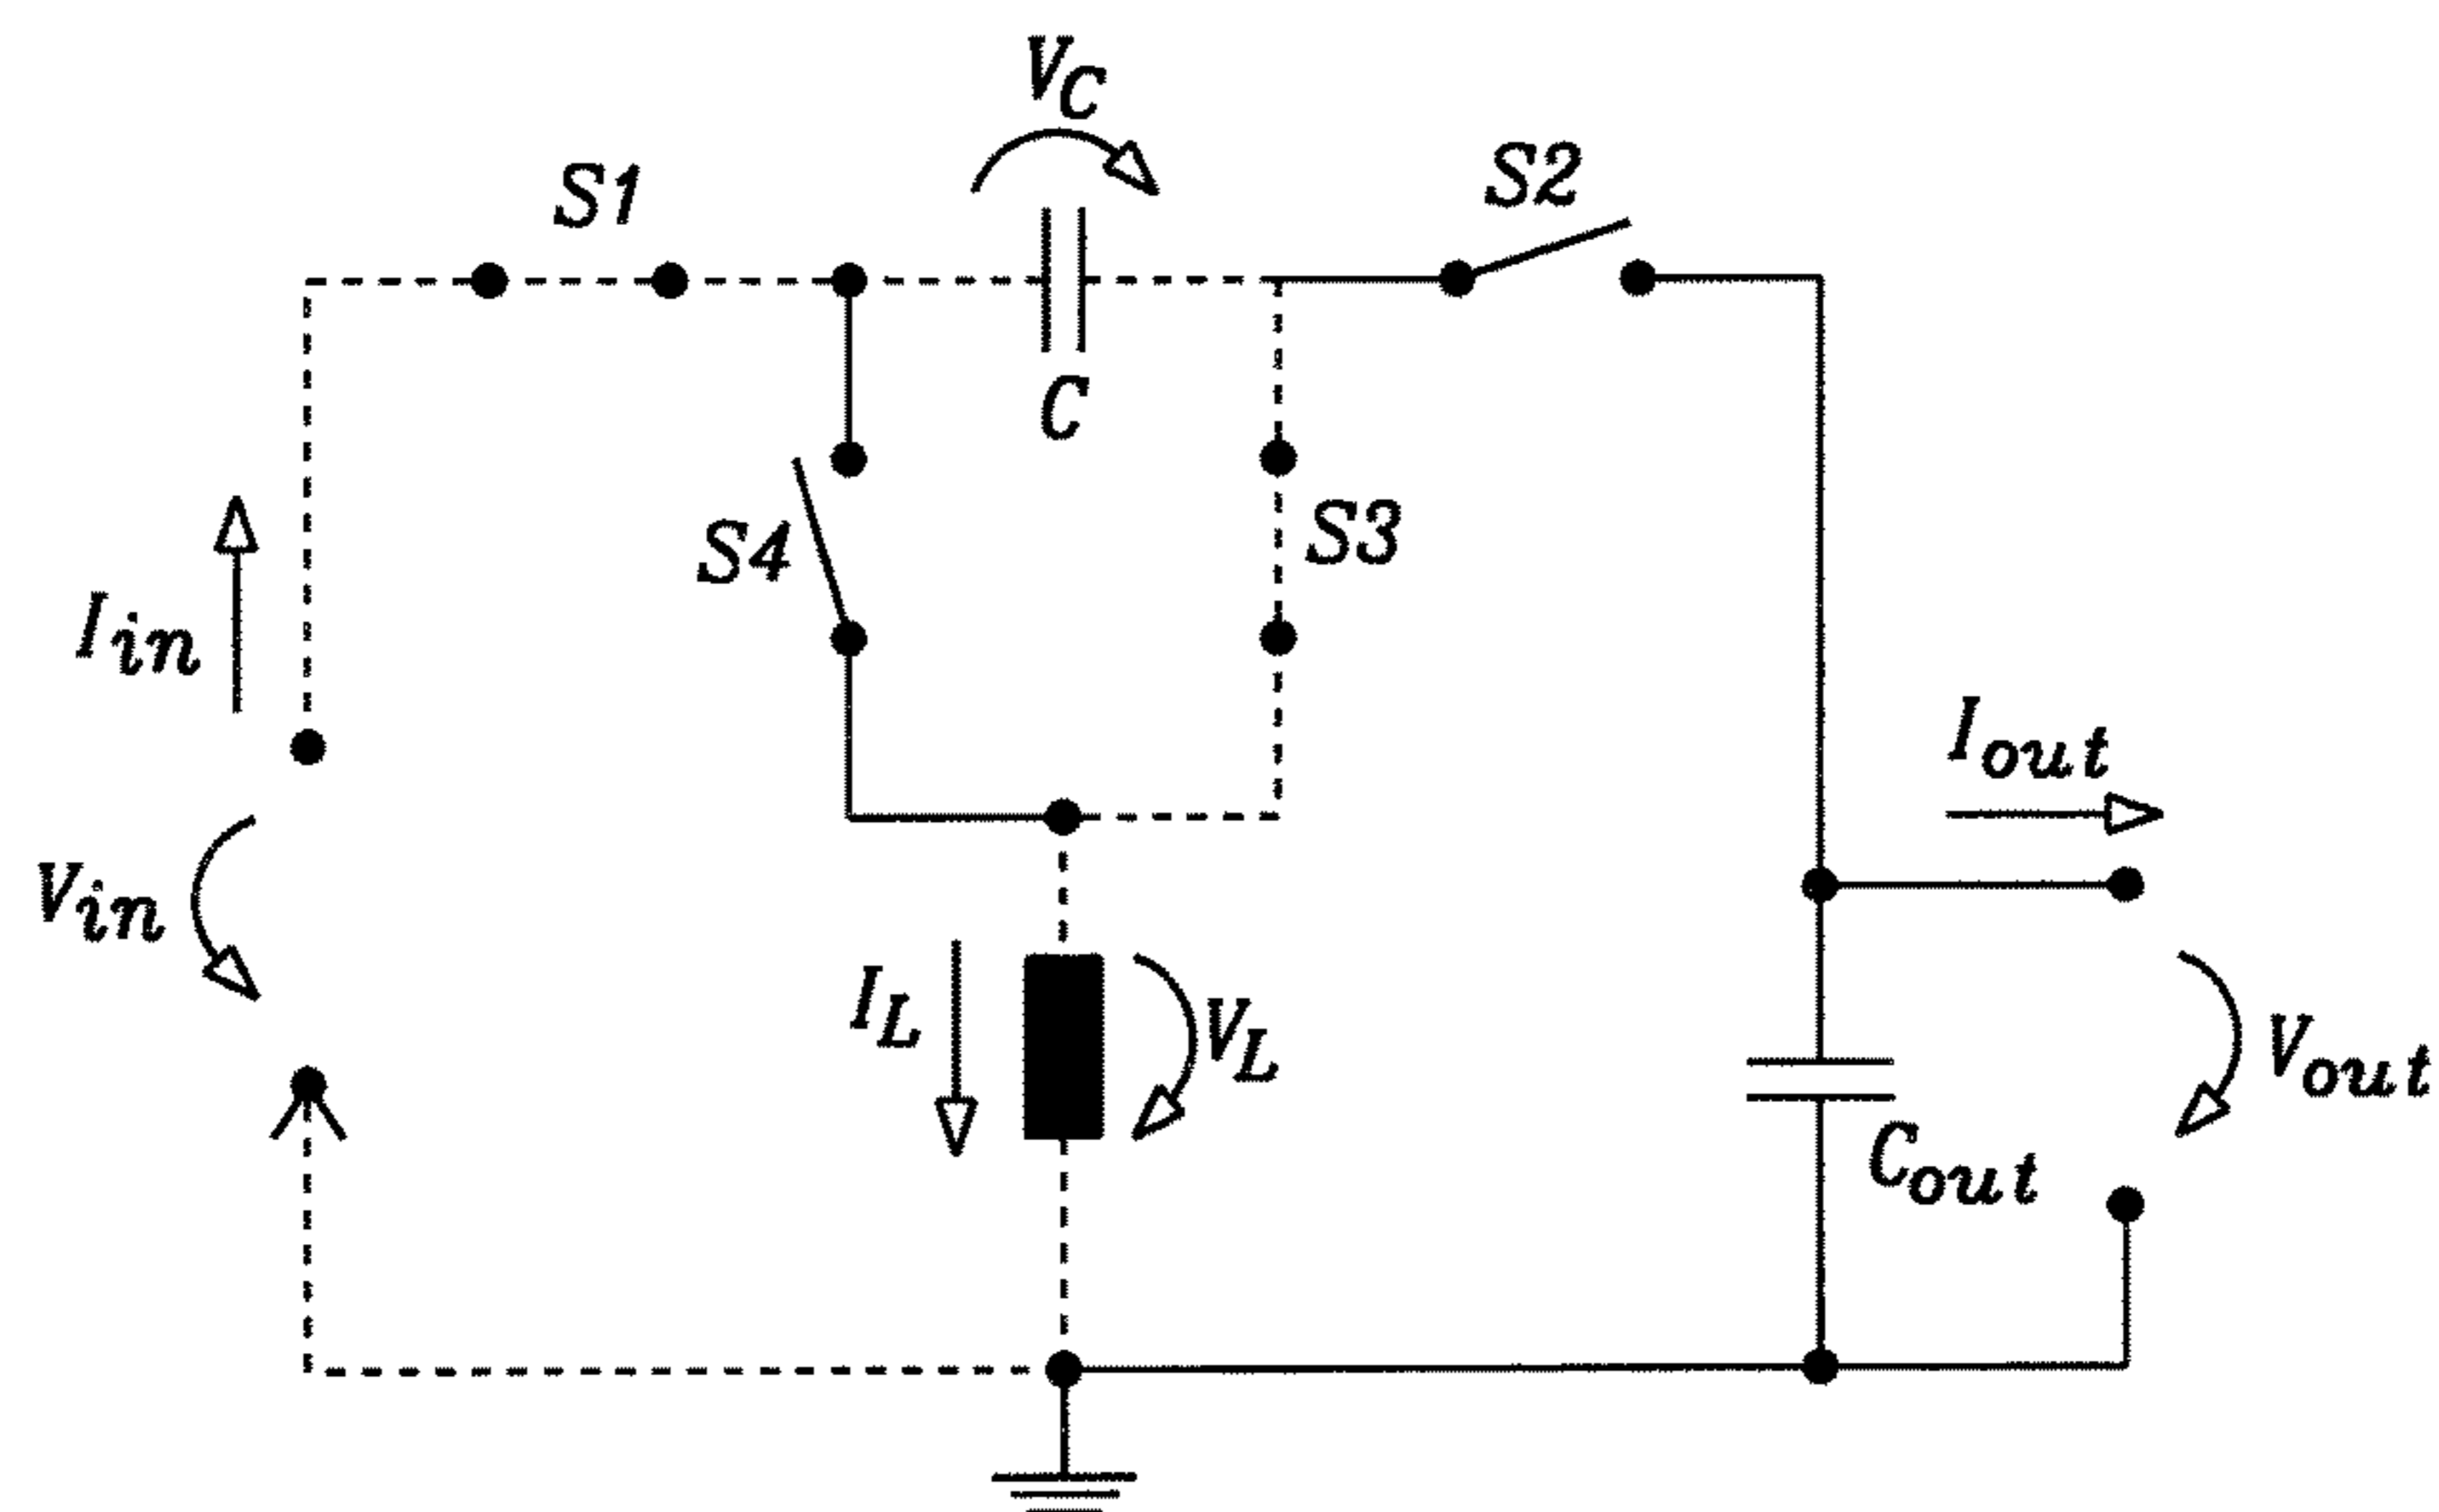 V_C
S1
S2
C
S4
S3
I_in
I_out
V_in
I_L
V_L
V_out
C_out